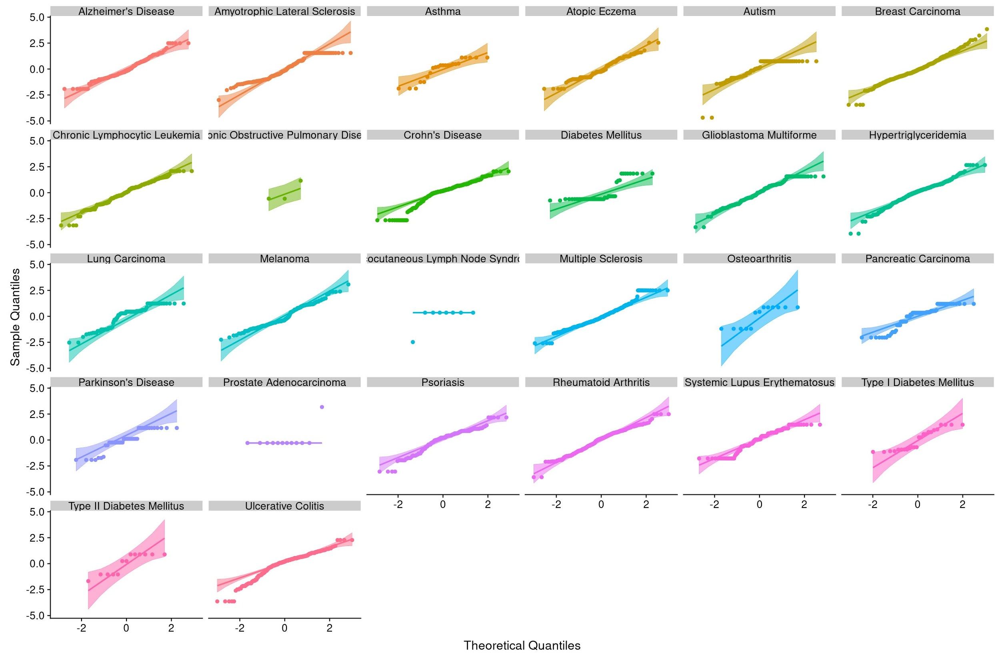 Alzheimer's Disease Amyotrophic Lateral Sclerosis Asthma Atopic Eczema Autism Breast Carcinoma
5.0
2.5
0.0
-2.5
-5.0
Chronic Lymphocytic Leukemia onic Obstructive Pulmonary Dise Crohn's Disease Diabetes Mellitus Glioblastoma Multiforme Hypertriglyceridemia
5.0
2.5
0.0
-2.5
-5.0
Lung Carcinoma Melanoma ocutaneous Lymph Node Syndro Multiple Sclerosis Osteoarthritis Pancreatic Carcinoma
5.0
2.5
0.0
-2.5
-5.0
Sample Quantiles
Parkinson's Disease Prostate Adenocarcinoma Psoriasis Rheumatoid Arthritis Systemic Lupus Erythematosus Type I Diabetes Mellitus
5.0
2.5
0.0
-2.5
-5.0
-2 0 2 -2 0 2 -2 0 2 -2 0 2
Type II Diabetes Mellitus Ulcerative Colitis
5.0
2.5
0.0
-2.5
-5.0
-2 0 2 -2 0 2
Theoretical Quantiles